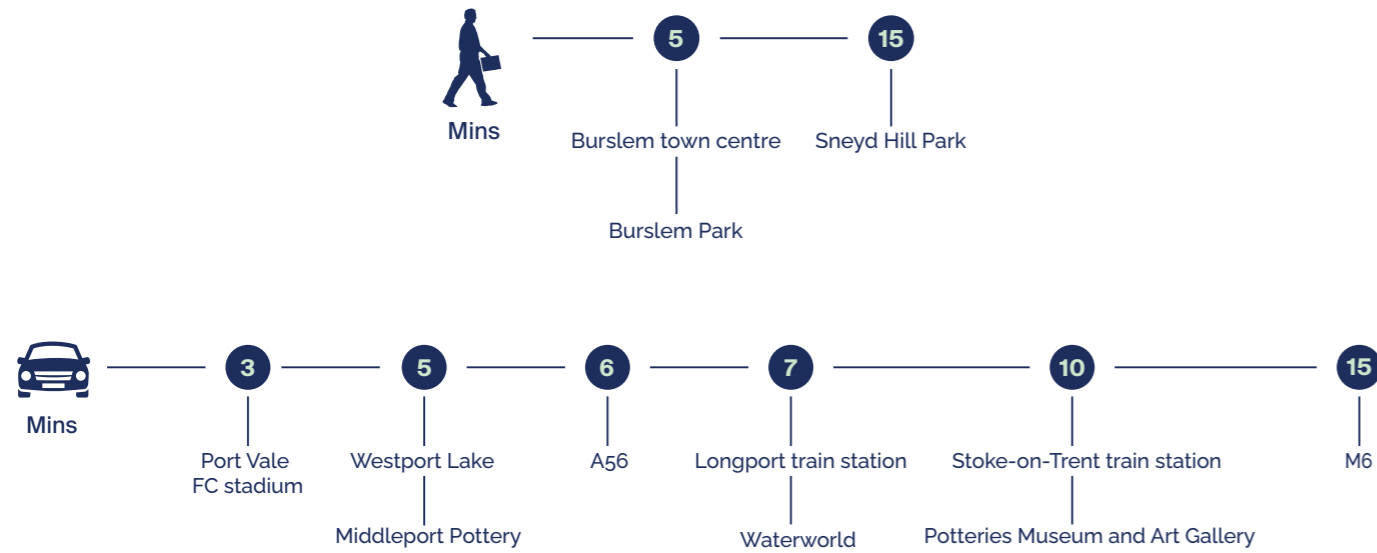 5
15
Mins
Burslem town centre
Sneyd Hill Park
Burslem Park
3
5
6
7
10
15
Mins
Port Vale
FC stadium
Westport Lake
A56
Longport train station
Stoke-on-Trent train station
M6
Middleport Pottery
Waterworld
Potteries Museum and Art Gallery